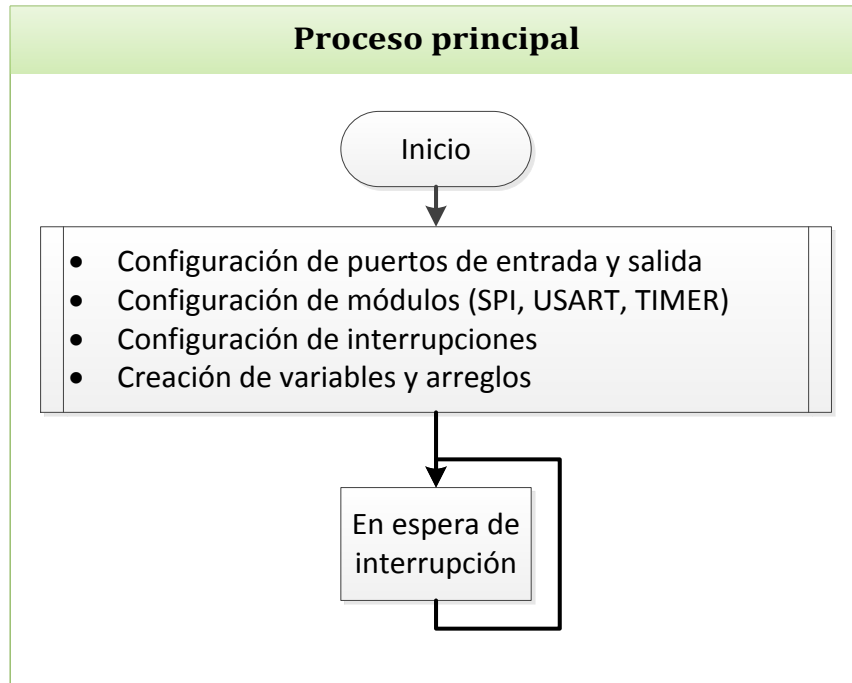 Proceso principal
Inicio
• Configuración de puertos de entrada y salida
• Configuración de módulos (SPI, USART, TIMER)
• Configuración de interrupciones
• Creación de variables y arreglos
En espera de
interrupción